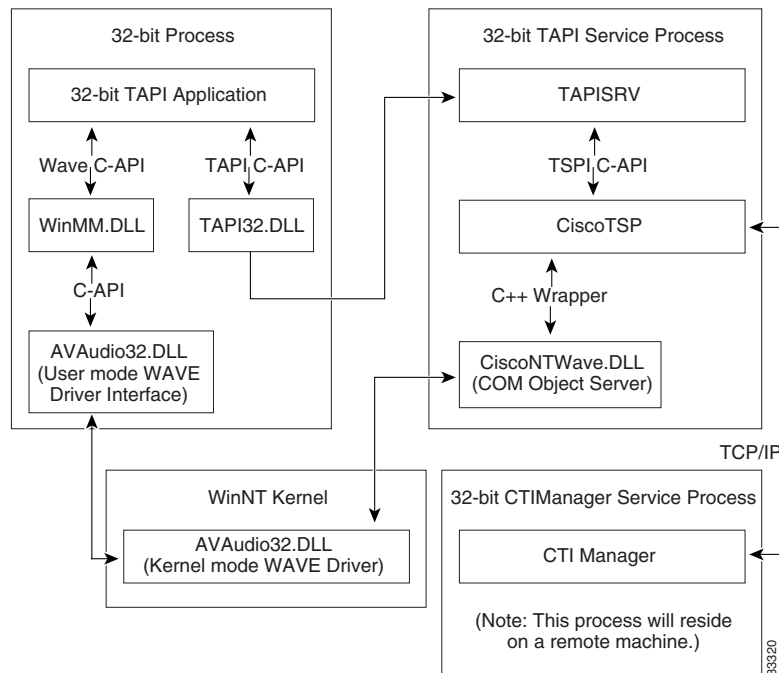 32-bit Process
32-bit TAPI Application
Wave C-API
TAPI C-API
WinMM.DLL
TAPI32.DLL
C-API
AVAudio32.DLL
(User mode WAVE
Driver Interface)
32-bit TAPI Service Process
TAPISRV
TSPI C-API
CiscoTSP
C++ Wrapper
CiscoNTWave.DLL
(COM Object Server)
TCP/IP
WinNT Kernel
AVAudio32.DLL
(Kernel mode WAVE Driver)
32-bit CTIManager Service Process
CTI Manager
(Note: This process will reside
on a remote machine.)